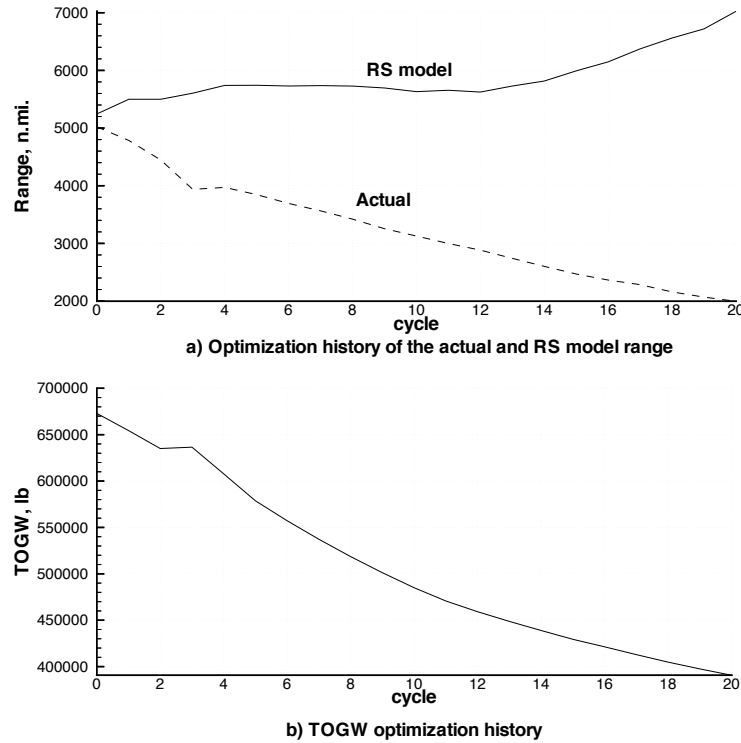 7000
6000
5000
4000
3000
2000
Range, n.mi.
RS model
Actual
0 2 4 6 8 10 12 14 16 18 20
cycle
a) Optimization history of the actual and RS model range
700000
650000
600000
550000
500000
450000
400000
TOGW, lb
0 2 4 6 8 10 12 14 16 18 20
cycle
b) TOGW optimization history